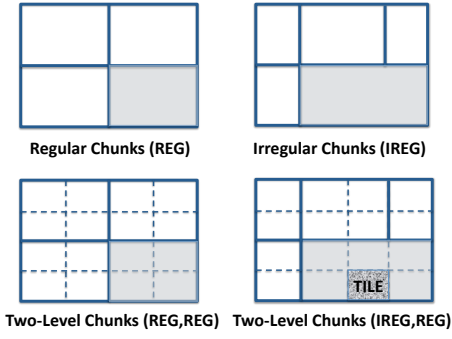 Regular Chunks (REG)
Irregular Chunks (IREG)
TILE
Two-Level Chunks (REG,REG)
Two-Level Chunks (IREG,REG)